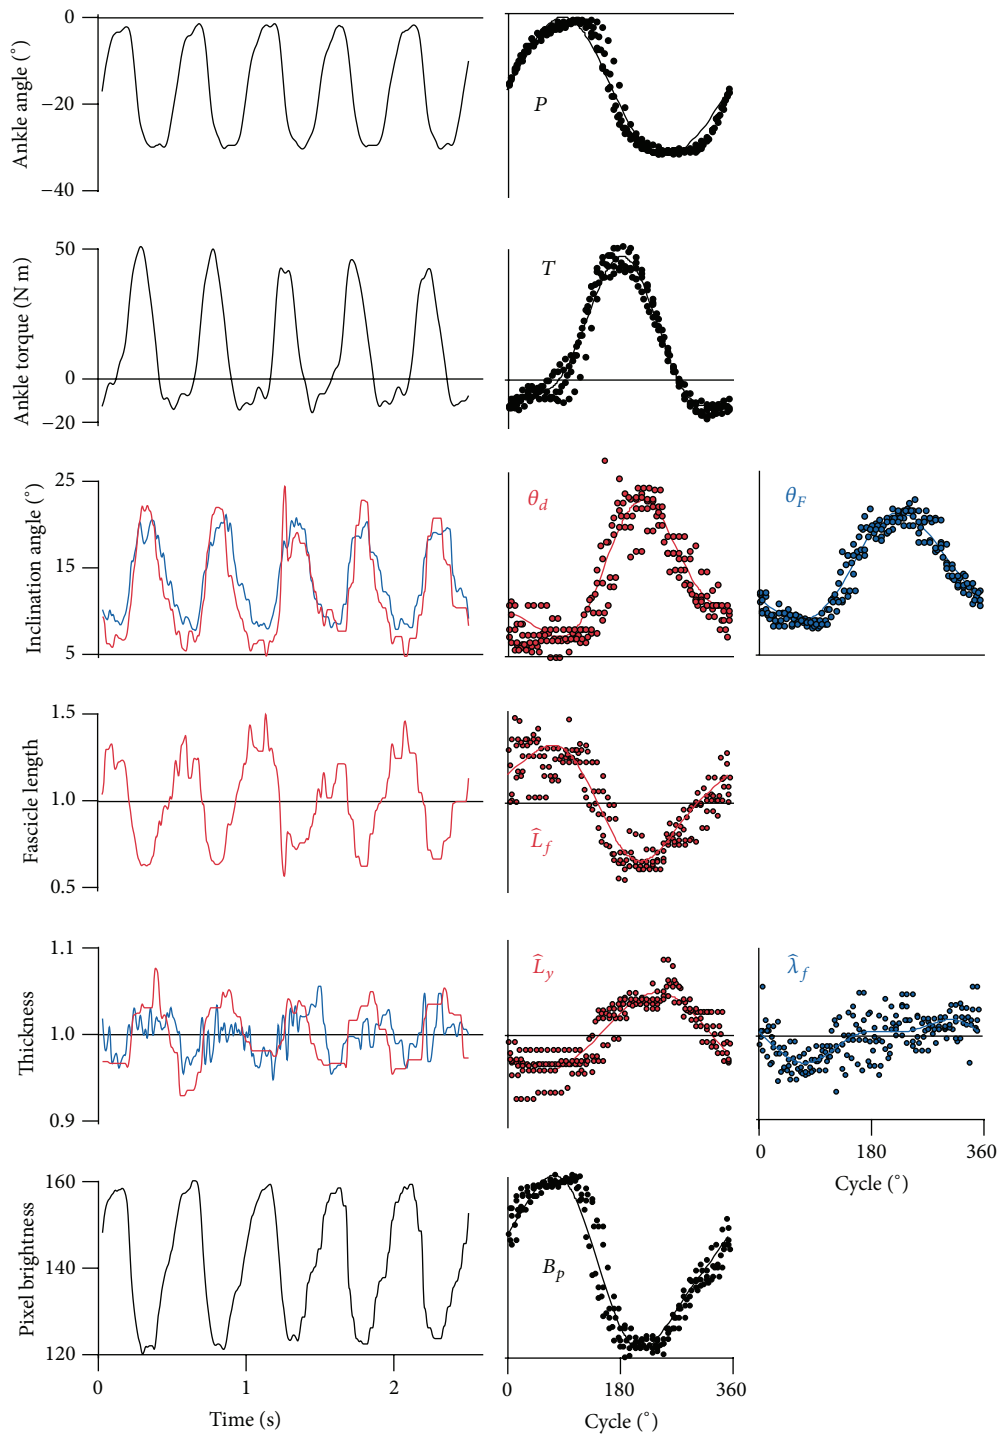 0
−20
−40
Ankle angle (°)
P
50
0
−20
Ankle torque (N m)
T
25
15
5
Inclination angle (°)
θd
θF
1.5
1.0
0.5
Fascicle length
L̂f
1.1
1.0
0.9
Thickness
L̂y
λ̂f
0 180 360
Cycle (°)
160
140
120
Pixel brightness
Bp
0 1 2
Time (s)
0 180 360
Cycle (°)